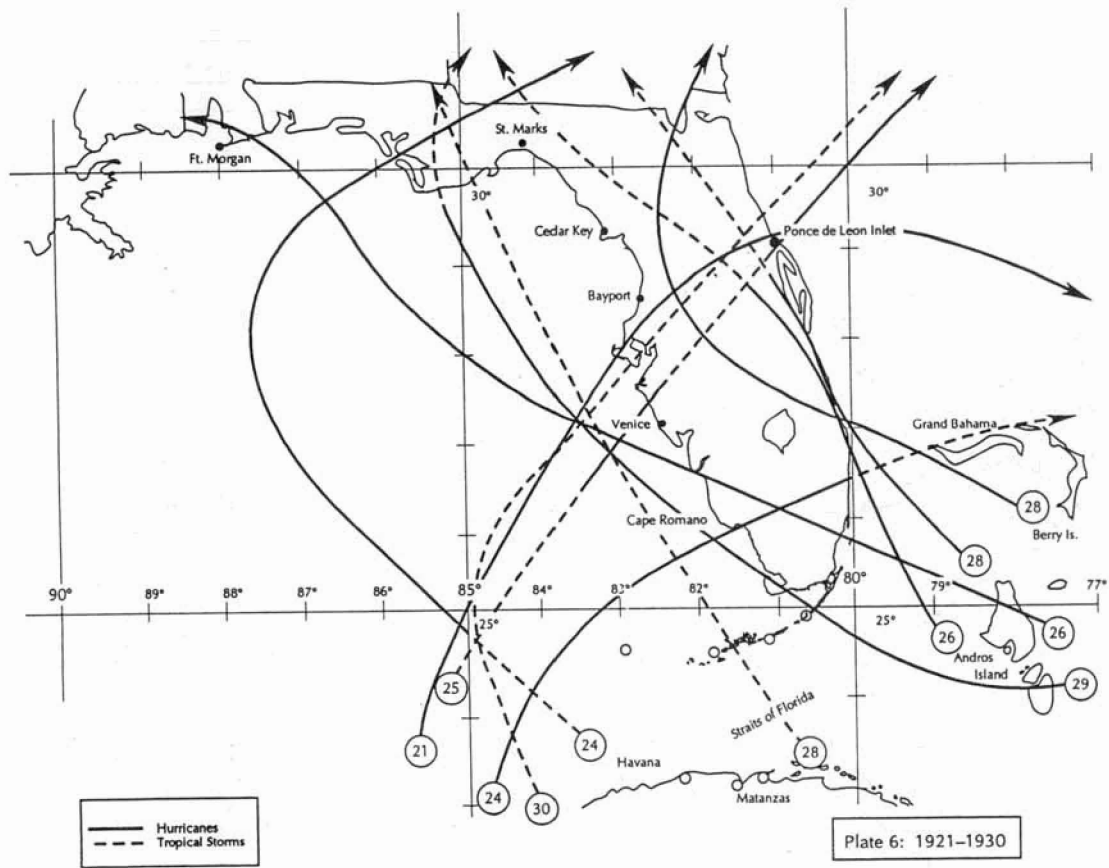 St. Marks
Ft. Morgan
30°
30°
Cedar Key
Ponce de Leon Inlet
Bayport
Venice
Grand Bahama
28
Cape Romano
Berry Is.
28
90°
88°
87°
86°
85°
84°
82°
82°
80°
79°
77°
25°
25°
26
26
Andros
Island
29
25
21
24
Straits of Florida
28
Havana
24
30
Matanzas
Hurricanes
Tropical Storms
Plate 6: 1921–1930